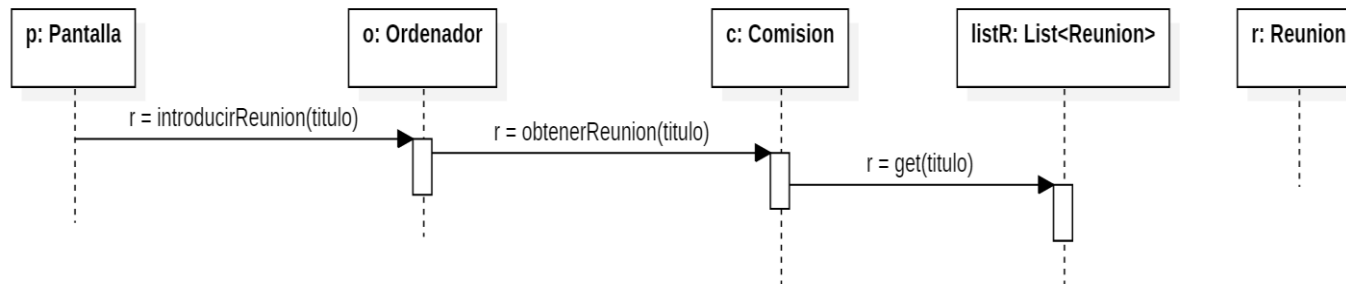 p: Pantalla
o: Ordenador
c: Comision
listR: List<Reunion>
r: Reunion
r = introducirReunion(titulo)
r = obtenerReunion(titulo)
r = get(titulo)